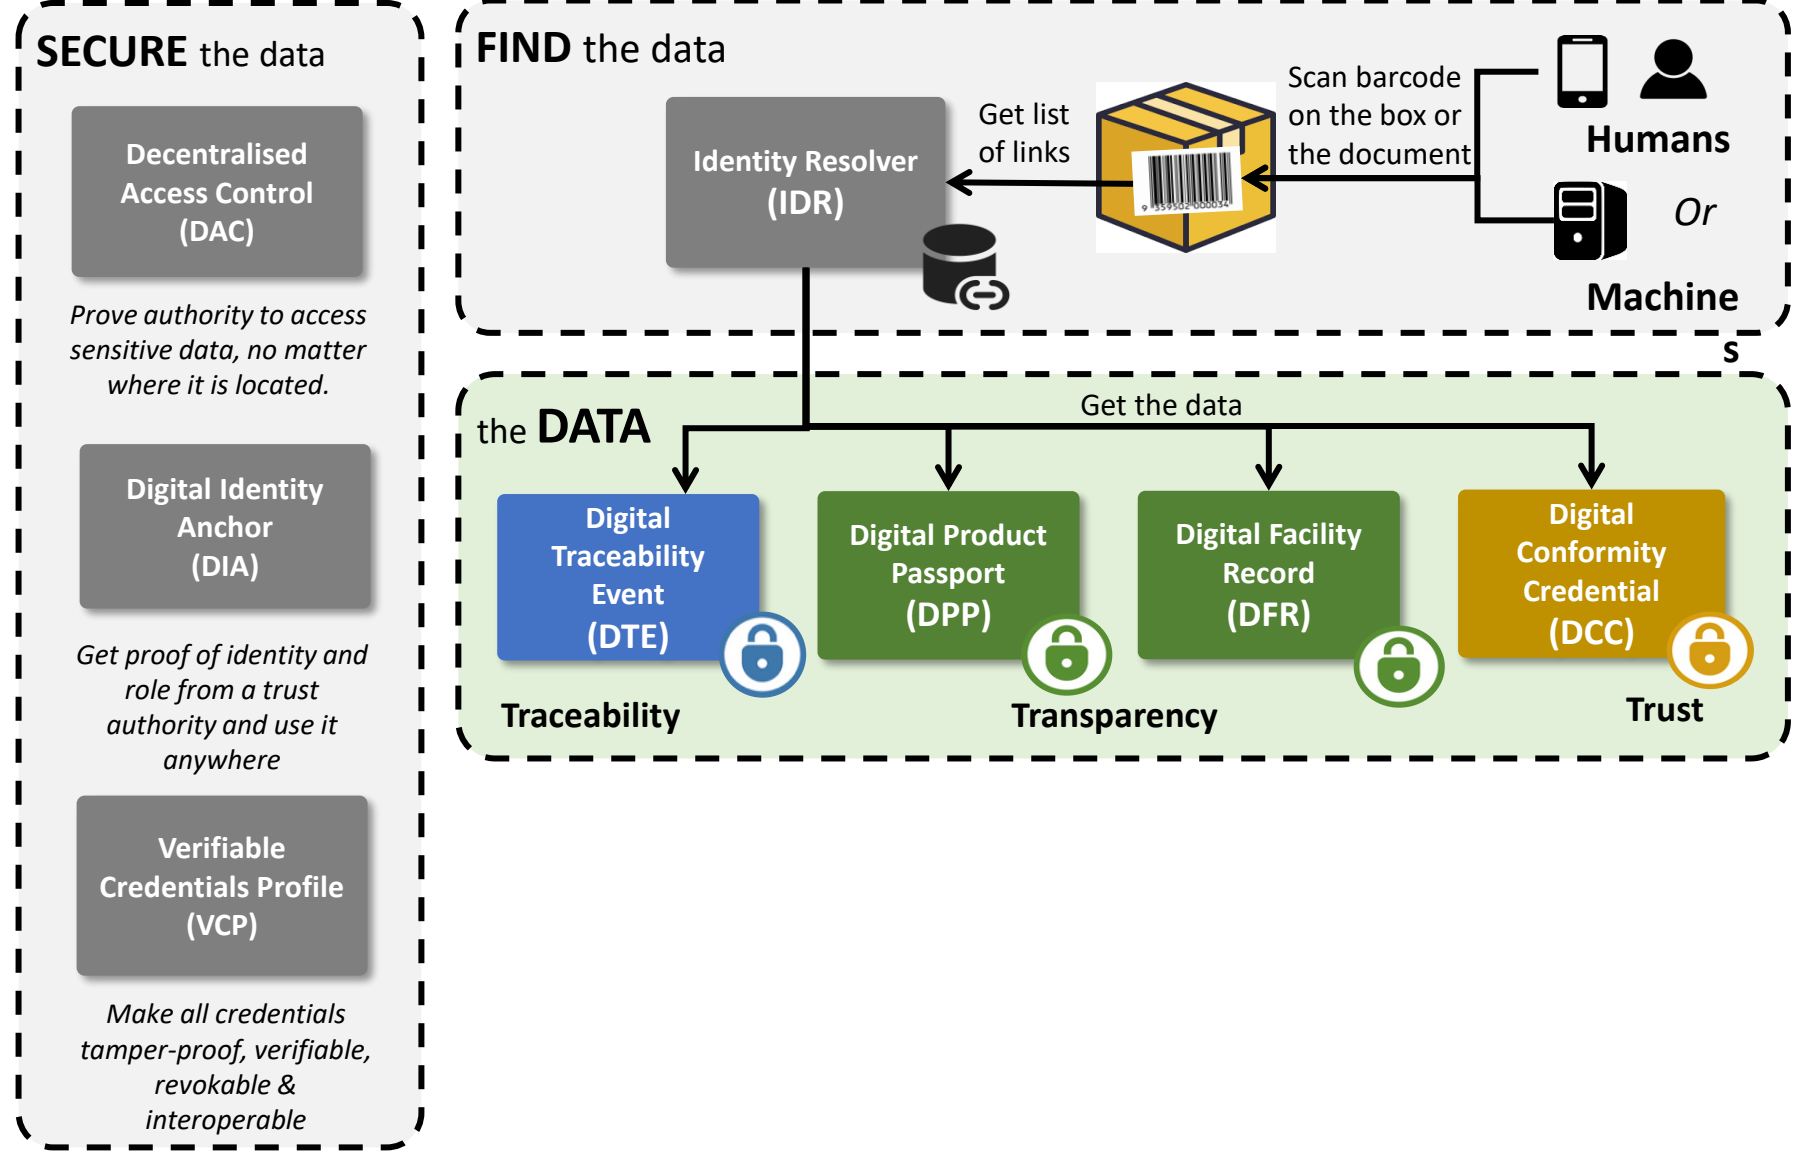 SECURE the data
Decentralised
Access Control
(DAC)
Prove authority to access
sensitive data, no matter
where it is located.
Digital Identity
Anchor
(DIA)
Get proof of identity and
role from a trust
authority and use it
anywhere
Verifiable
Credentials Profile
(VCP)
Make all credentials
tamper-proof, verifiable,
revokable &
interoperable
FIND the data
Identity Resolver
(IDR)
Get list
of links
9 359502 000034
Scan barcode
on the box or
the document
Humans
Or
Machine
s
the DATA
Get the data
Digital
Traceability
Event
(DTE)
Digital Product
Passport
(DPP)
Digital Facility
Record
(DFR)
Digital
Conformity
Credential
(DCC)
Traceability
Transparency
Trust